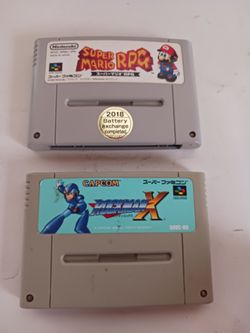 Nintendo
SUPER MARIO RPG
スーパーマリオRPG
スーパーファミコン
2018
Battery
exchange
completed.
CAPCOM
スーパーファミコン
ROCKMAN X